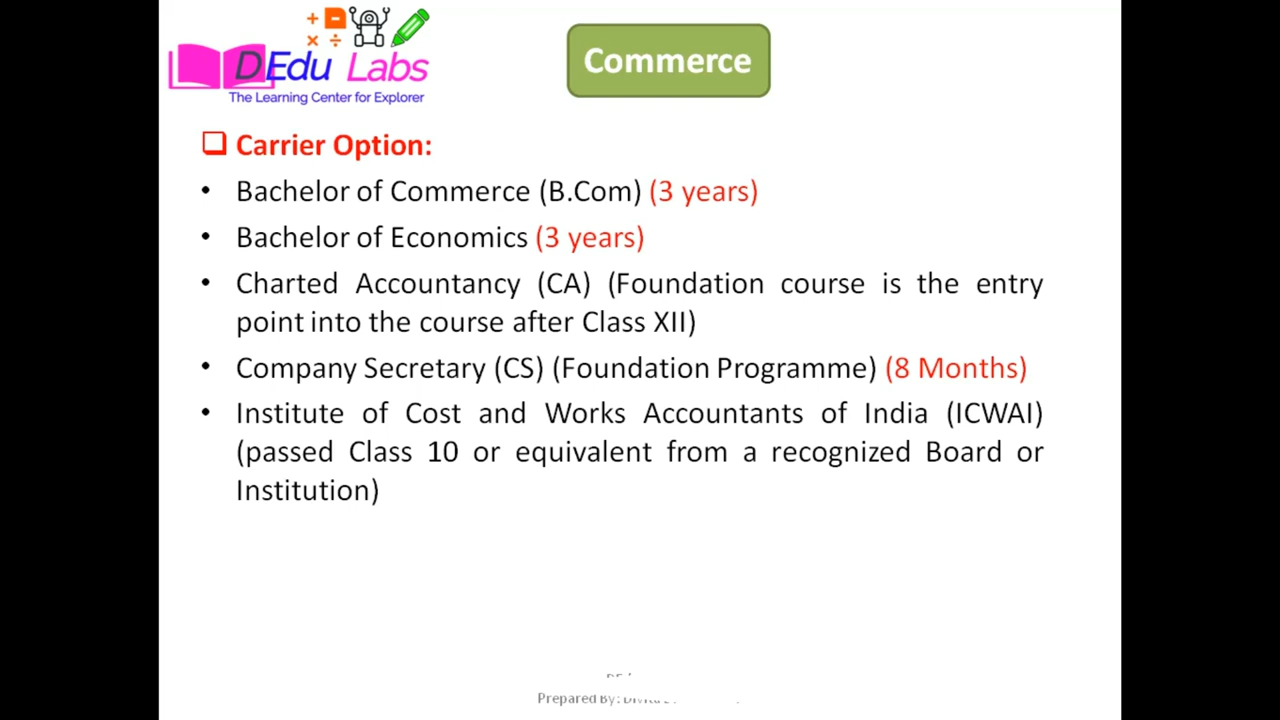 + -
× ÷
DEdu Labs
The Learning Center for Explorer
Commerce
Carrier Option:
• Bachelor of Commerce (B.Com) (3 years)
• Bachelor of Economics (3 years)
• Charted Accountancy (CA) (Foundation course is the entry
point into the course after Class XII)
• Company Secretary (CS) (Foundation Programme) (8 Months)
• Institute of Cost and Works Accountants of India (ICWAI)
(passed Class 10 or equivalent from a recognized Board or
Institution)
Prepared By: